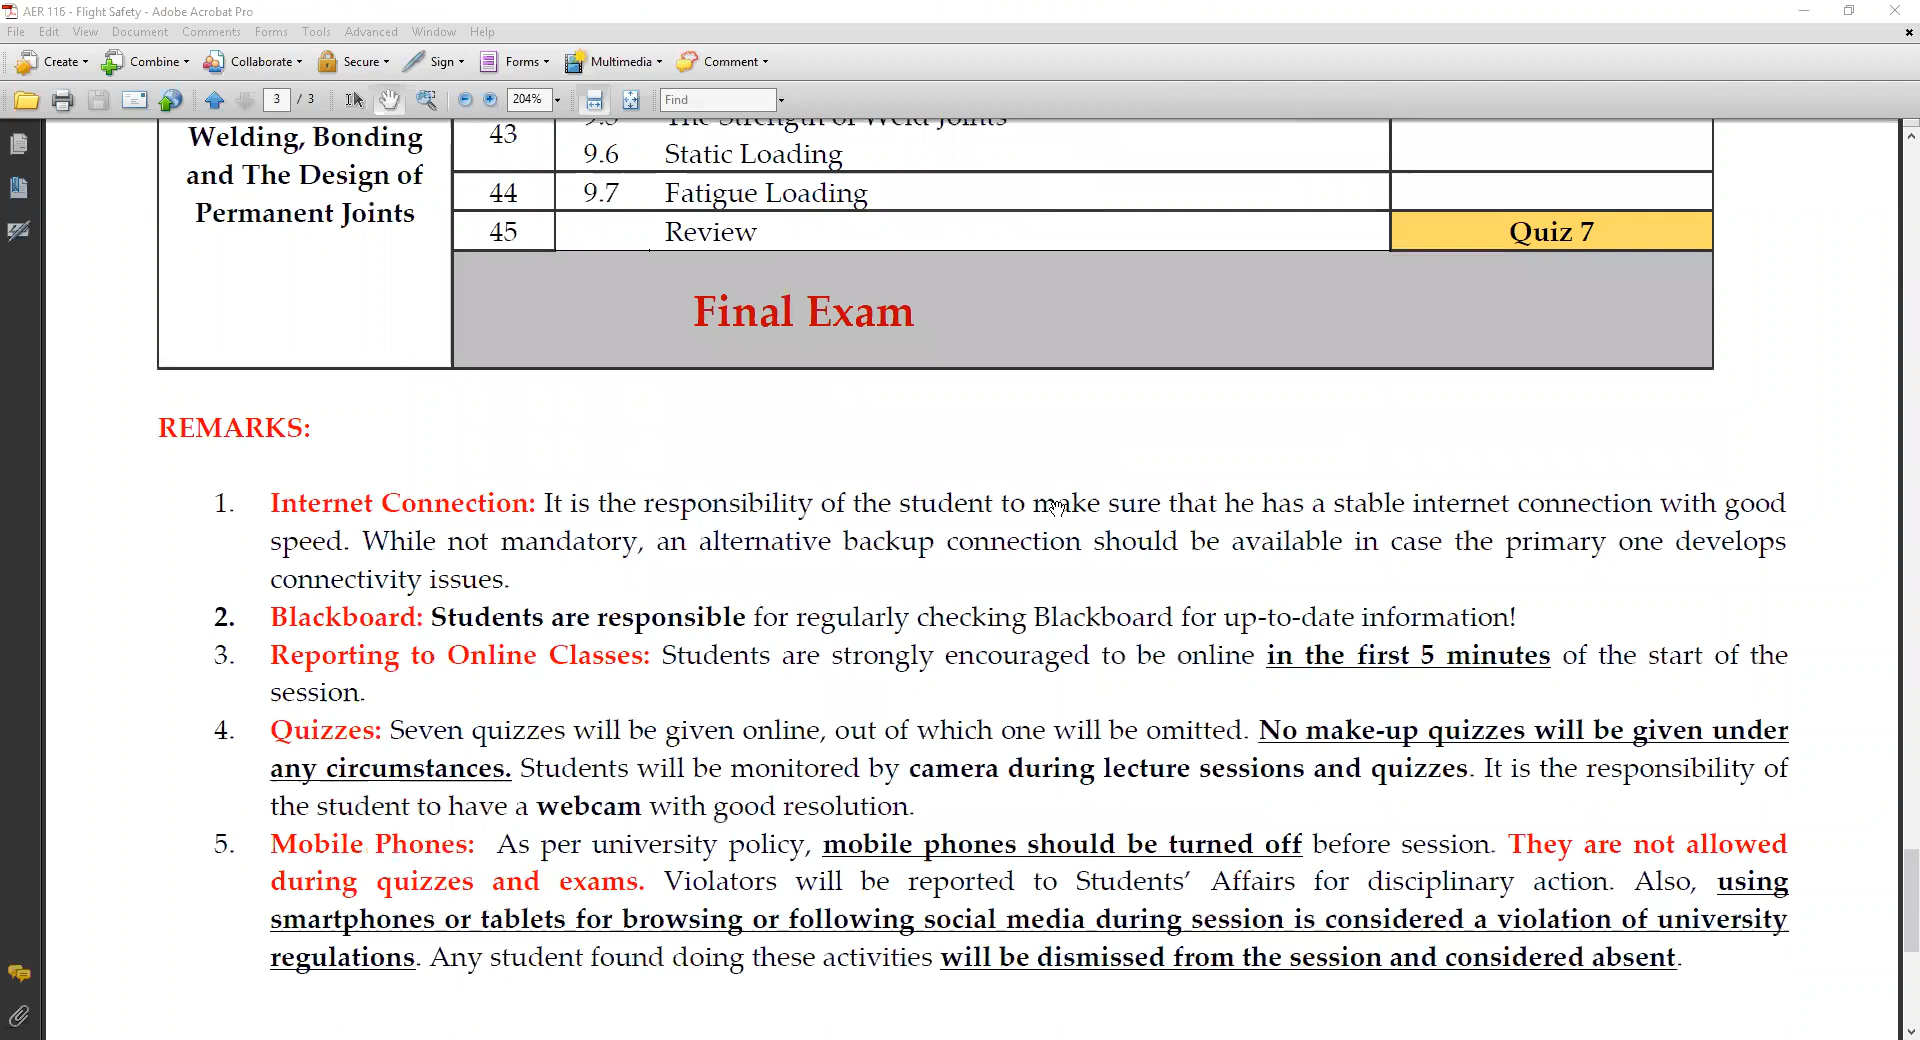 AER 116 - Flight Safety - Adobe Acrobat Pro
File Edit View Document Comments Forms Tools Advanced Window Help
Create Combine Collaborate Secure Sign Forms Multimedia Comment
3 / 3 204% Find
Welding, Bonding
and The Design of
Permanent Joints
43 9.5 The Strength of Weld Joints
9.6 Static Loading
44 9.7 Fatigue Loading
45 Review Quiz 7
Final Exam
REMARKS:
1. Internet Connection: It is the responsibility of the student to make sure that he has a stable internet connection with good
speed. While not mandatory, an alternative backup connection should be available in case the primary one develops
connectivity issues.
2. Blackboard: Students are responsible for regularly checking Blackboard for up-to-date information!
3. Reporting to Online Classes: Students are strongly encouraged to be online in the first 5 minutes of the start of the
session.
4. Quizzes: Seven quizzes will be given online, out of which one will be omitted. No make-up quizzes will be given under
any circumstances. Students will be monitored by camera during lecture sessions and quizzes. It is the responsibility of
the student to have a webcam with good resolution.
5. Mobile Phones: As per university policy, mobile phones should be turned off before session. They are not allowed
during quizzes and exams. Violators will be reported to Students' Affairs for disciplinary action. Also, using
smartphones or tablets for browsing or following social media during session is considered a violation of university
regulations. Any student found doing these activities will be dismissed from the session and considered absent.